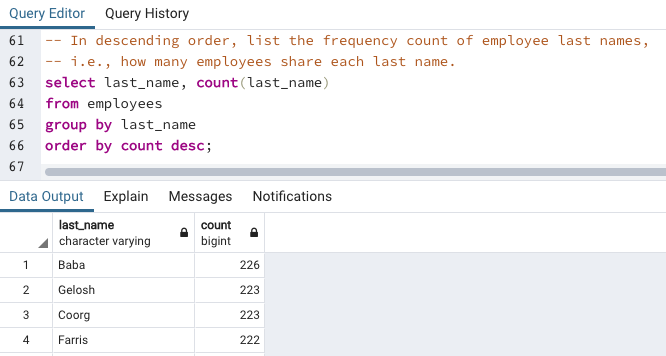 Query Editor Query History
61 -- In descending order, list the frequency count of employee last names,
62 -- i.e., how many employees share each last name.
63 select last_name, count(last_name)
64 from employees
65 group by last_name
66 order by count desc;
67
Data Output Explain Messages Notifications
last_name count
character varying bigint
1 Baba 226
2 Gelosh 223
3 Coorg 223
4 Farris 222